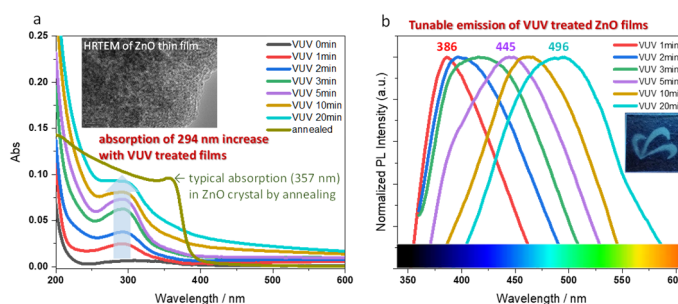 a
HRTEM of ZnO thin film
VUV 0min
VUV 1min
VUV 2min
VUV 3min
VUV 5min
VUV 10min
VUV 20min
annealed
absorption of 294 nm increase
with VUV treated films
typical absorption (357 nm)
in ZnO crystal by annealing
Abs
0.25
0.20
0.15
0.10
0.05
0.00
200
300
400
500
600
Wavelength / nm
b
Tunable emission of VUV treated ZnO films
386
445
496
VUV 1min
VUV 2min
VUV 3min
VUV 5min
VUV 10min
VUV 20min
Normalized PL Intensity (a.u.)
340
400
450
500
550
600
Wavelength / nm